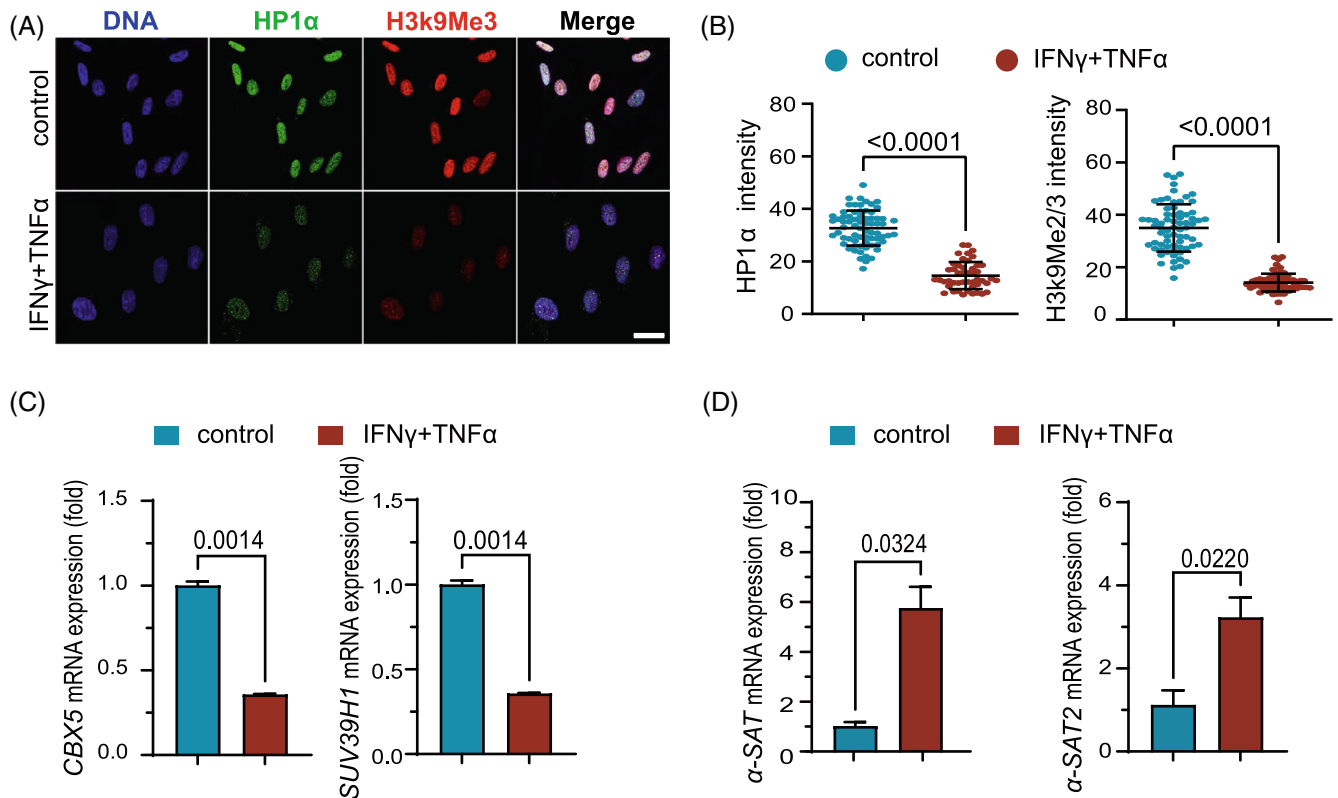 (A)
DNA HP1α H3k9Me3 Merge
control
IFNγ+TNFα
(B)
control IFNγ+TNFα
HP1α intensity
80
60
40
20
0
<0.0001
H3k9Me2/3 intensity
80
60
40
20
0
<0.0001
(C)
control IFNγ+TNFα
CBX5 mRNA expression (fold)
1.5
1.0
0.5
0.0
0.0014
SUV39H1 mRNA expression (fold)
1.5
1.0
0.5
0.0
0.0014
(D)
control IFNγ+TNFα
α-SAT mRNA expression (fold)
10
8
6
4
2
0
0.0324
α-SAT2 mRNA expression (fold)
6
4
2
0
0.0220